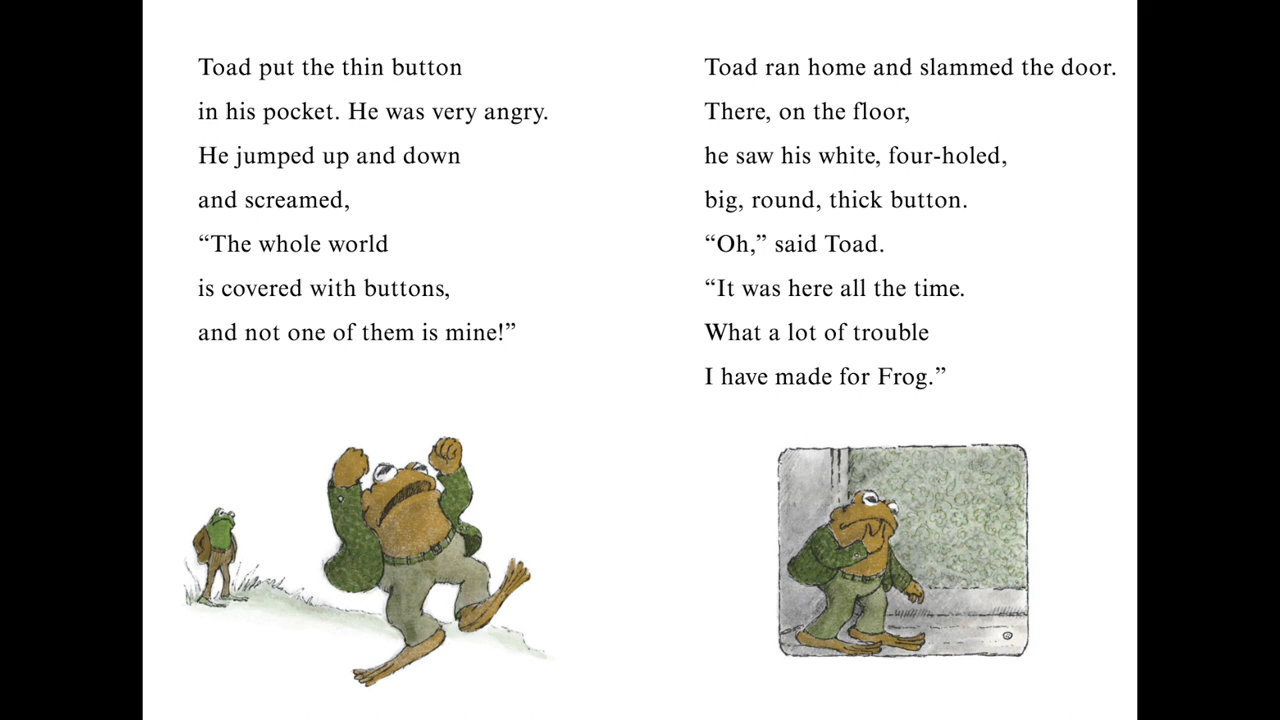 Toad put the thin button
in his pocket. He was very angry.
He jumped up and down
and screamed,
“The whole world
is covered with buttons,
and not one of them is mine!”
Toad ran home and slammed the door.
There, on the floor,
he saw his white, four-holed,
big, round, thick button.
“Oh,” said Toad.
“It was here all the time.
What a lot of trouble
I have made for Frog.”